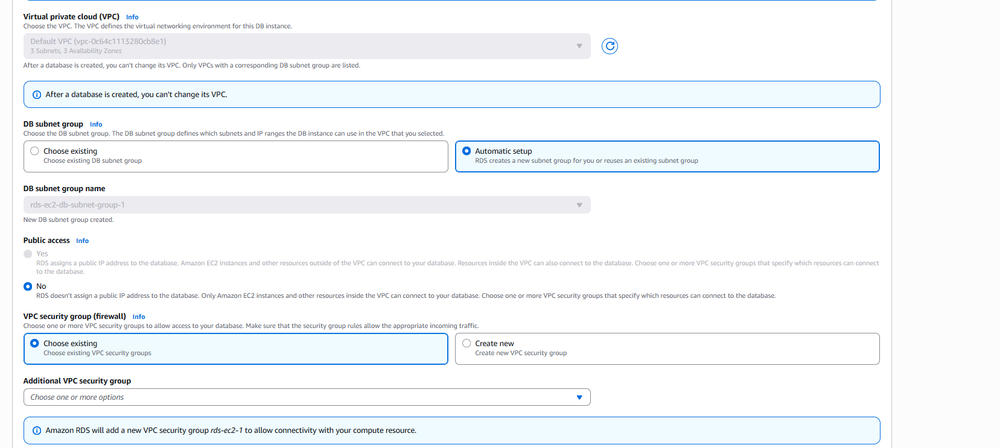 Virtual private cloud (VPC) Info
Choose the VPC. The VPC defines the virtual networking environment for this DB instance.
Default VPC (vpc-0c64c1113280cb8e1)
3 Subnets, 3 Availability Zones
After a database is created, you can't change its VPC. Only VPCs with a corresponding DB subnet group are listed.
After a database is created, you can't change its VPC.
DB subnet group Info
Choose the DB subnet group. The DB subnet group defines which subnets and IP ranges the DB instance can use in the VPC that you selected.
Choose existing
Choose existing DB subnet group
Automatic setup
RDS creates a new subnet group for you or reuses an existing subnet group
DB subnet group name
rds-ec2-db-subnet-group-1
New DB subnet group created.
Public access Info
Yes
RDS assigns a public IP address to the database. Amazon EC2 instances and other resources outside of the VPC can connect to your database. Resources inside the VPC can also connect to the database. Choose one or more VPC security groups that specify which resources can connect
to the database.
No
RDS doesn't assign a public IP address to the database. Only Amazon EC2 instances and other resources inside the VPC can connect to your database. Choose one or more VPC security groups that specify which resources can connect to the database.
VPC security group (firewall) Info
Choose one or more VPC security groups to allow access to your database. Make sure that the security group rules allow the appropriate incoming traffic.
Choose existing
Choose existing VPC security groups
Create new
Create new VPC security group
Additional VPC security group
Choose one or more options
Amazon RDS will add a new VPC security group rds-ec2-1 to allow connectivity with your compute resource.